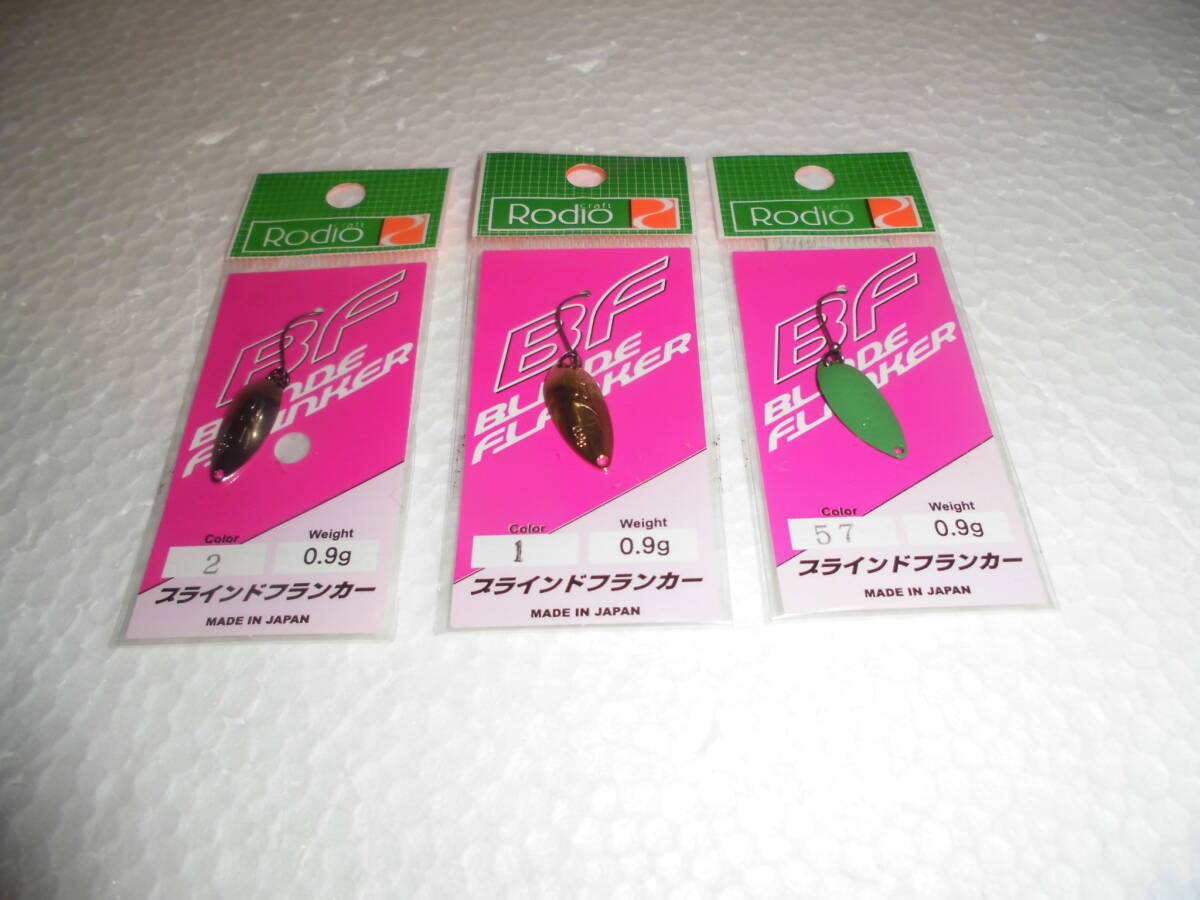 Rodio craft
BF
FLANKER
Color
Weight
2
0.9g
ブラインドフランカー
MADE IN JAPAN
Rodio craft
BF
FLANKER
Color
Weight
1
0.9g
ブラインドフランカー
MADE IN JAPAN
Rodio craft
BF
FLANKER
Color
Weight
57
0.9g
ブラインドフランカー
MADE IN JAPAN